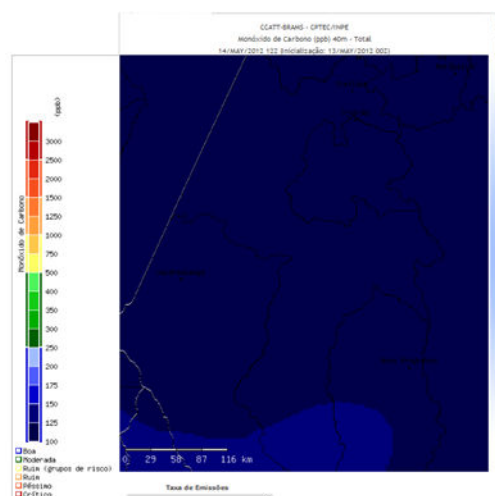 CCATT-BRAMS - CPTEC/INPE
Monóxido de Carbono (ppb) 40m - Total
14/MAY/2012 12Z (Inicialização: 13/MAY/2012 00Z)
(ppb)
Monóxido de Carbono
3000
2500
2000
1500
1250
1000
750
500
400
350
300
250
200
175
150
125
100
0 29 58 87 116 km
Boa
Moderada
Ruim (grupos de risco)
Ruim
Péssimo
Crítico
Taxa de Emissões